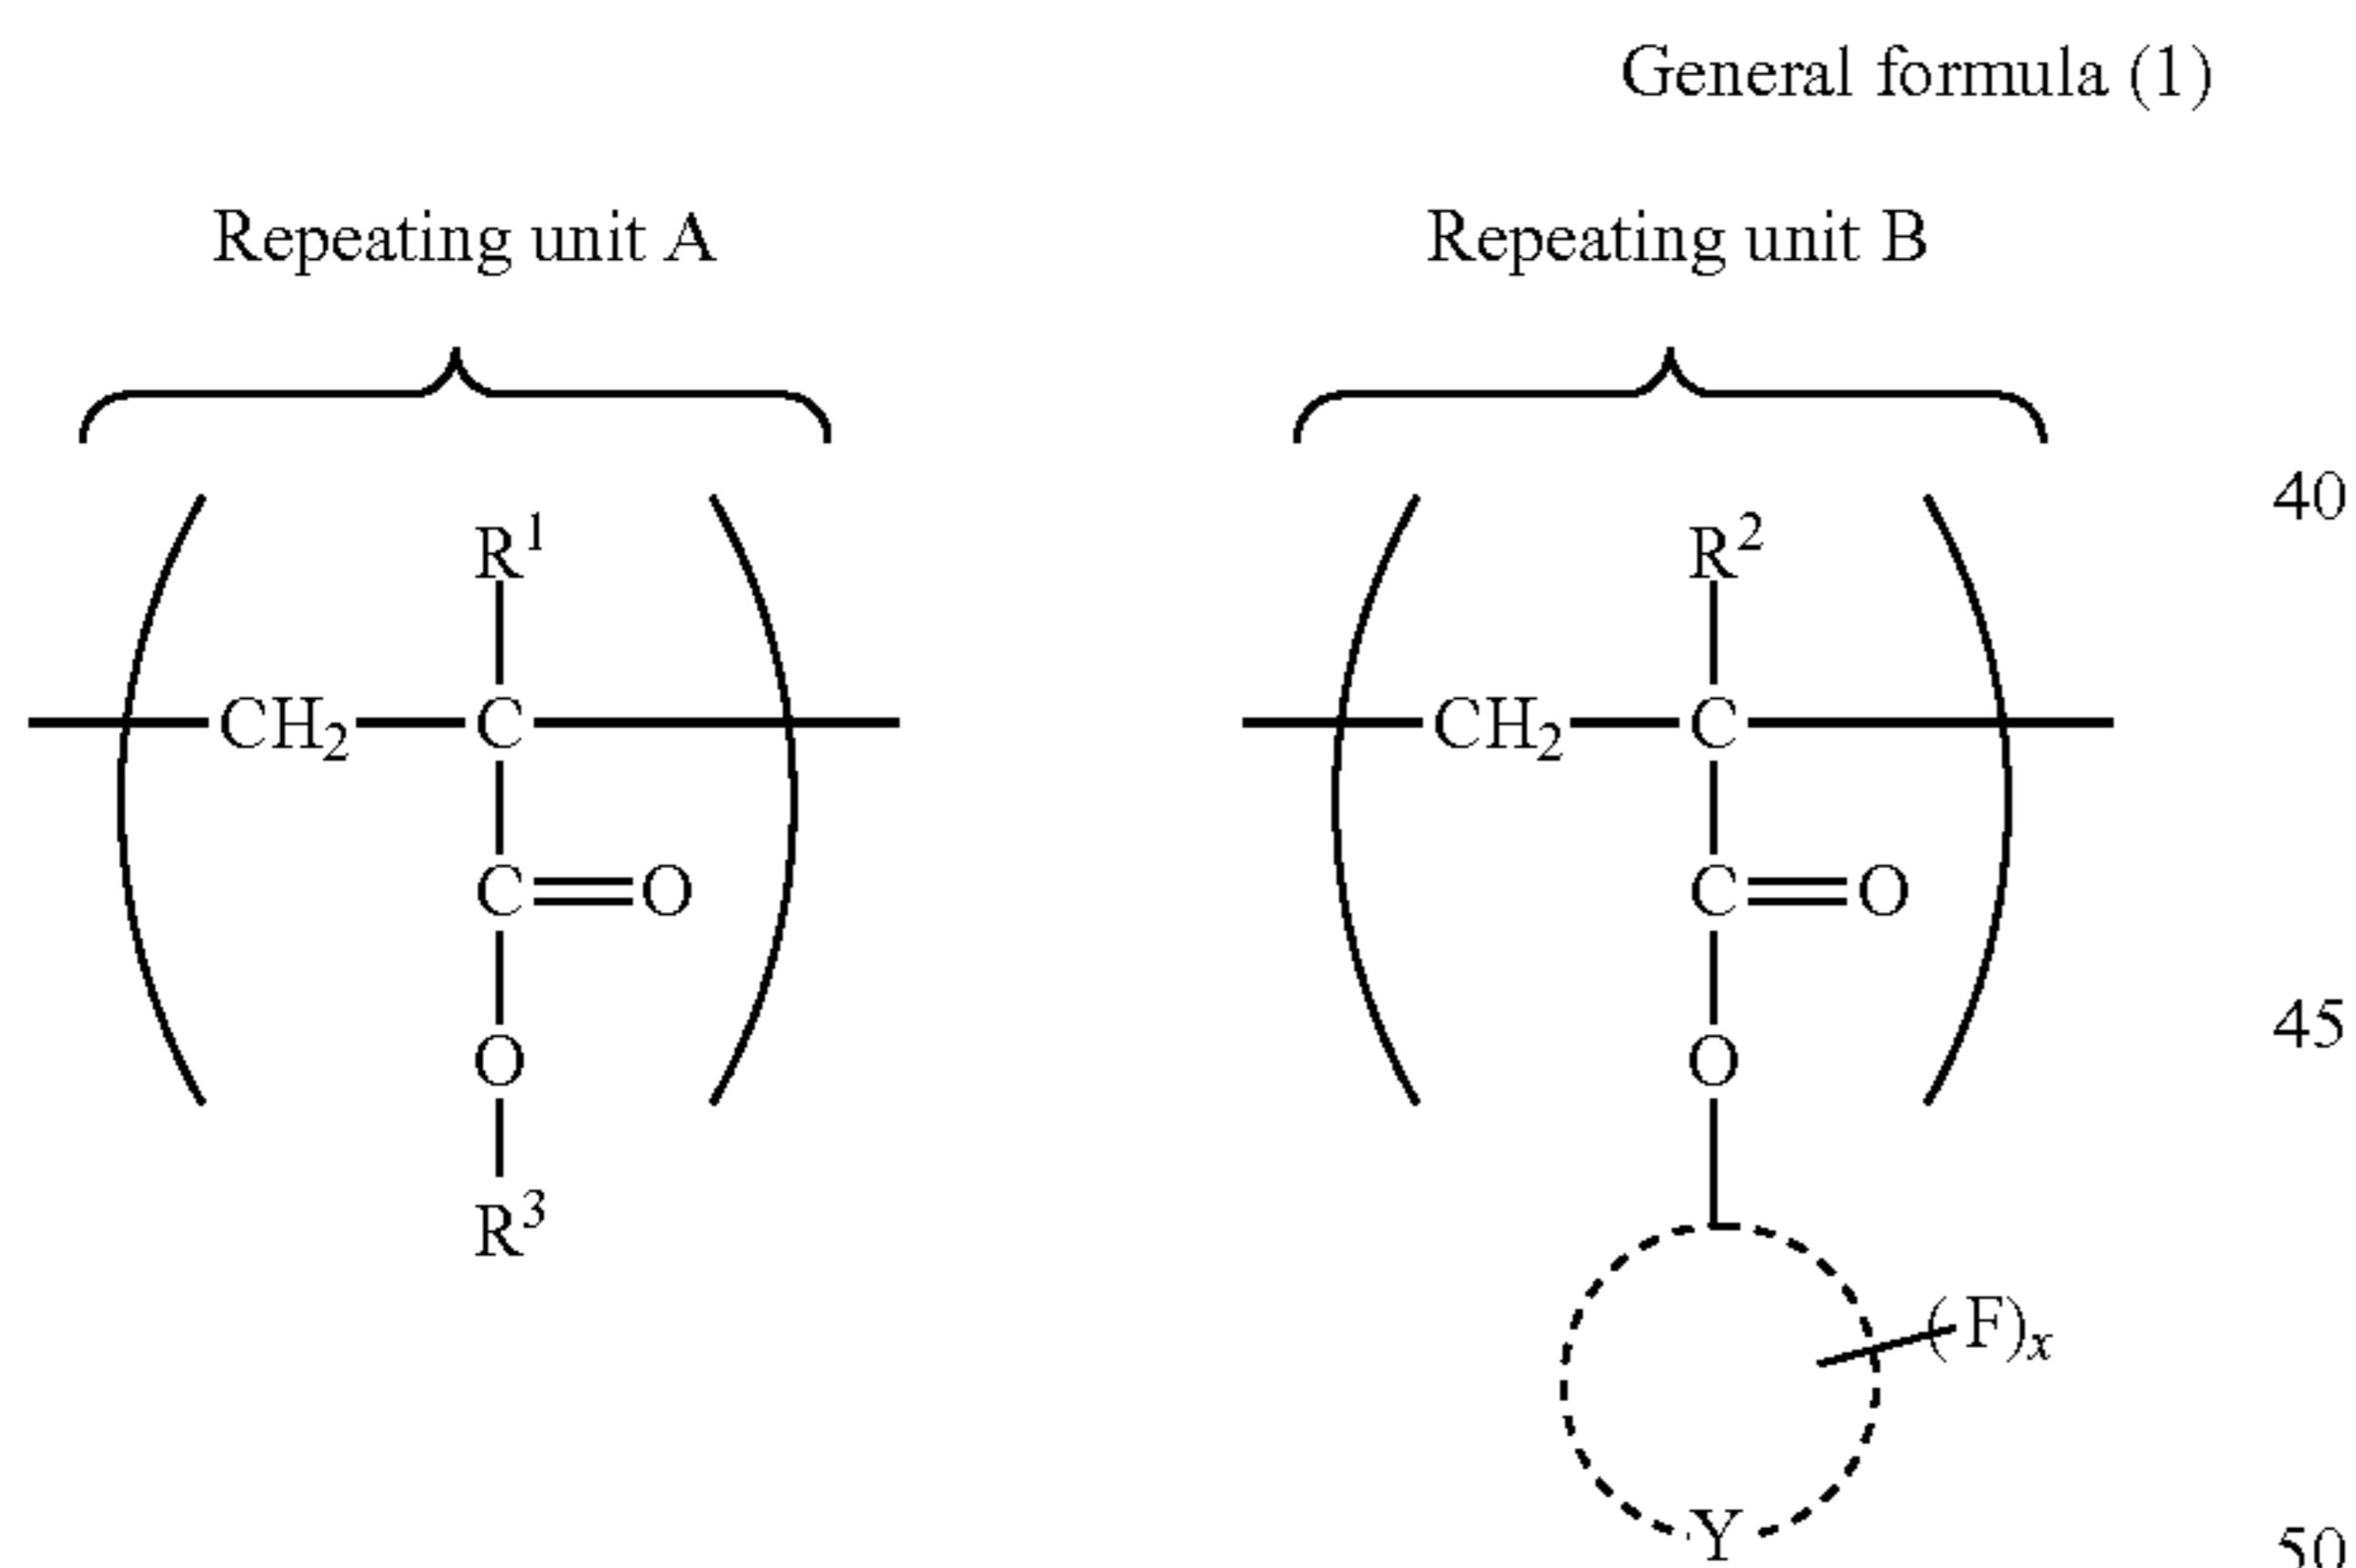 General formula (1)
Repeating unit A Repeating unit B
40
R¹ R²
CH₂ C CH₂ C
C O C O
45
O O
R³
(F)ₓ
Y
50